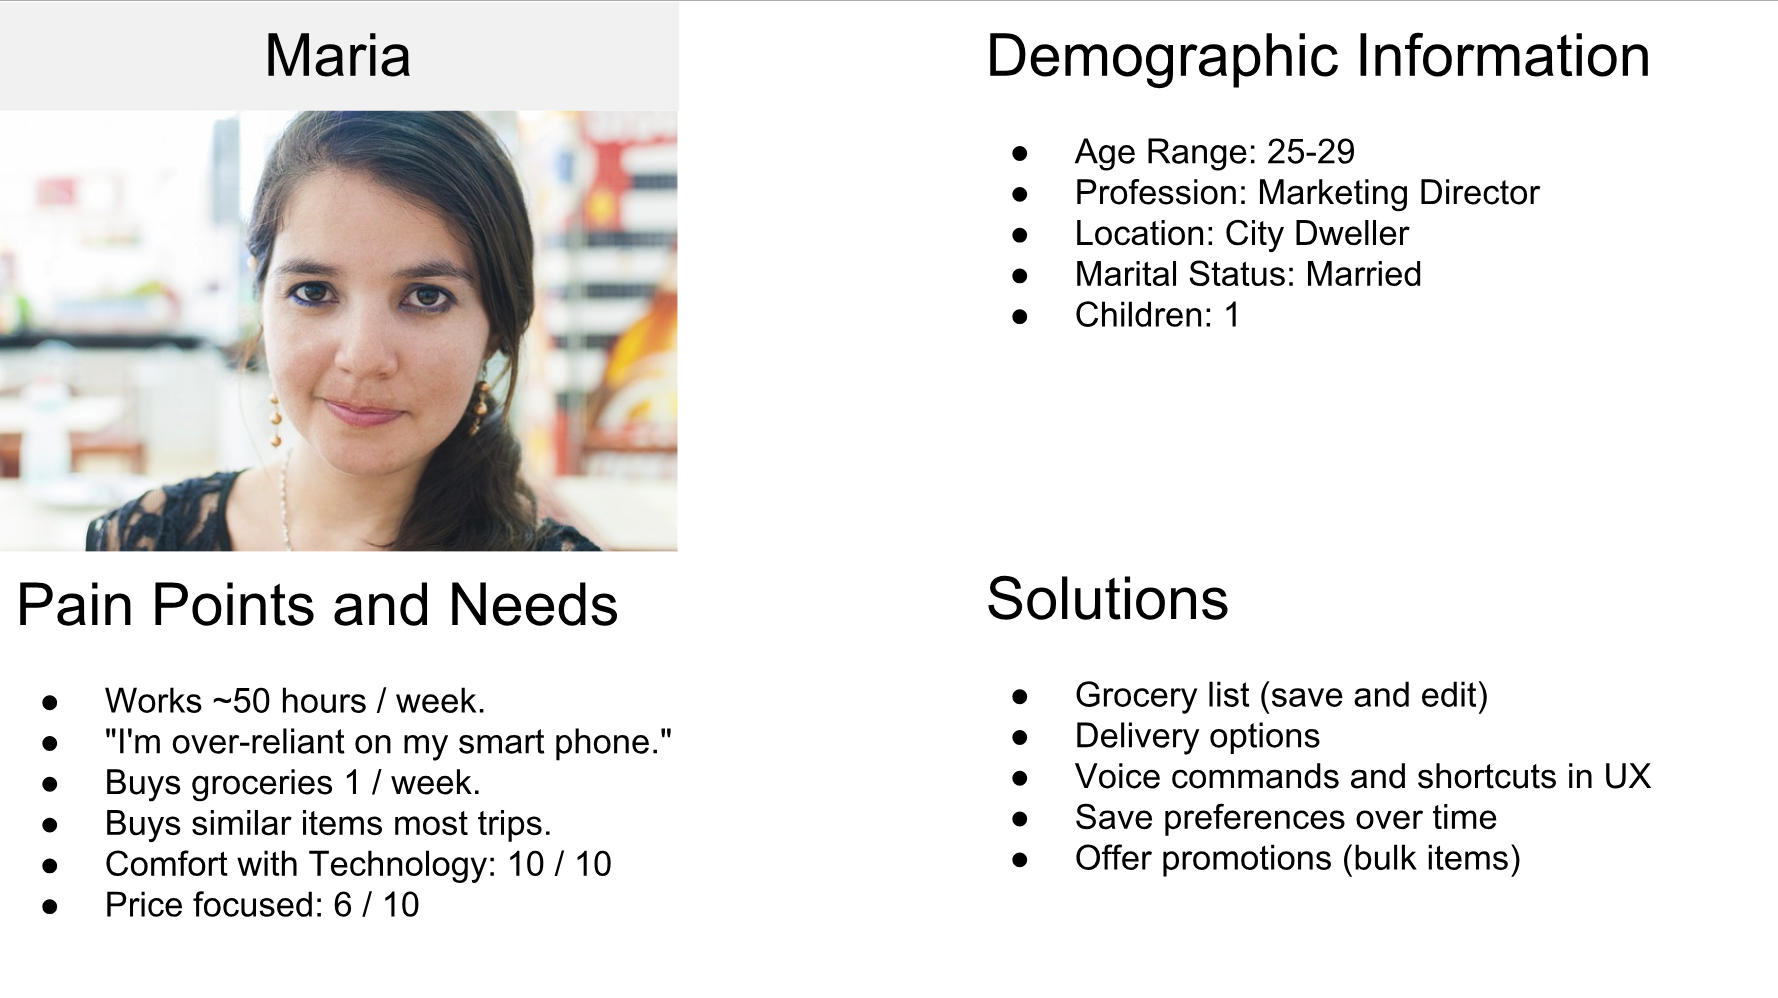 Maria
Demographic Information
● Age Range: 25-29
● Profession: Marketing Director
● Location: City Dweller
● Marital Status: Married
● Children: 1
Pain Points and Needs
● Works ~50 hours / week.
● "I'm over-reliant on my smart phone."
● Buys groceries 1 / week.
● Buys similar items most trips.
● Comfort with Technology: 10 / 10
● Price focused: 6 / 10
Solutions
● Grocery list (save and edit)
● Delivery options
● Voice commands and shortcuts in UX
● Save preferences over time
● Offer promotions (bulk items)